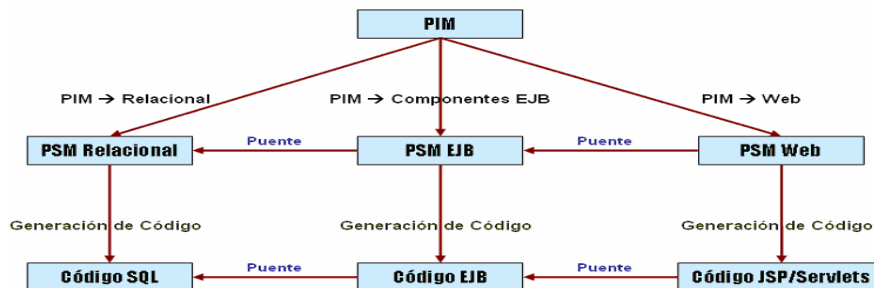 PIM
PIM → Relacional
PIM → Componentes EJB
PIM → Web
PSM Relacional
Puente
PSM EJB
Puente
PSM Web
Generación de Código
Generación de Código
Generación de Código
Código SQL
Puente
Código EJB
Puente
Código JSP/Servlets